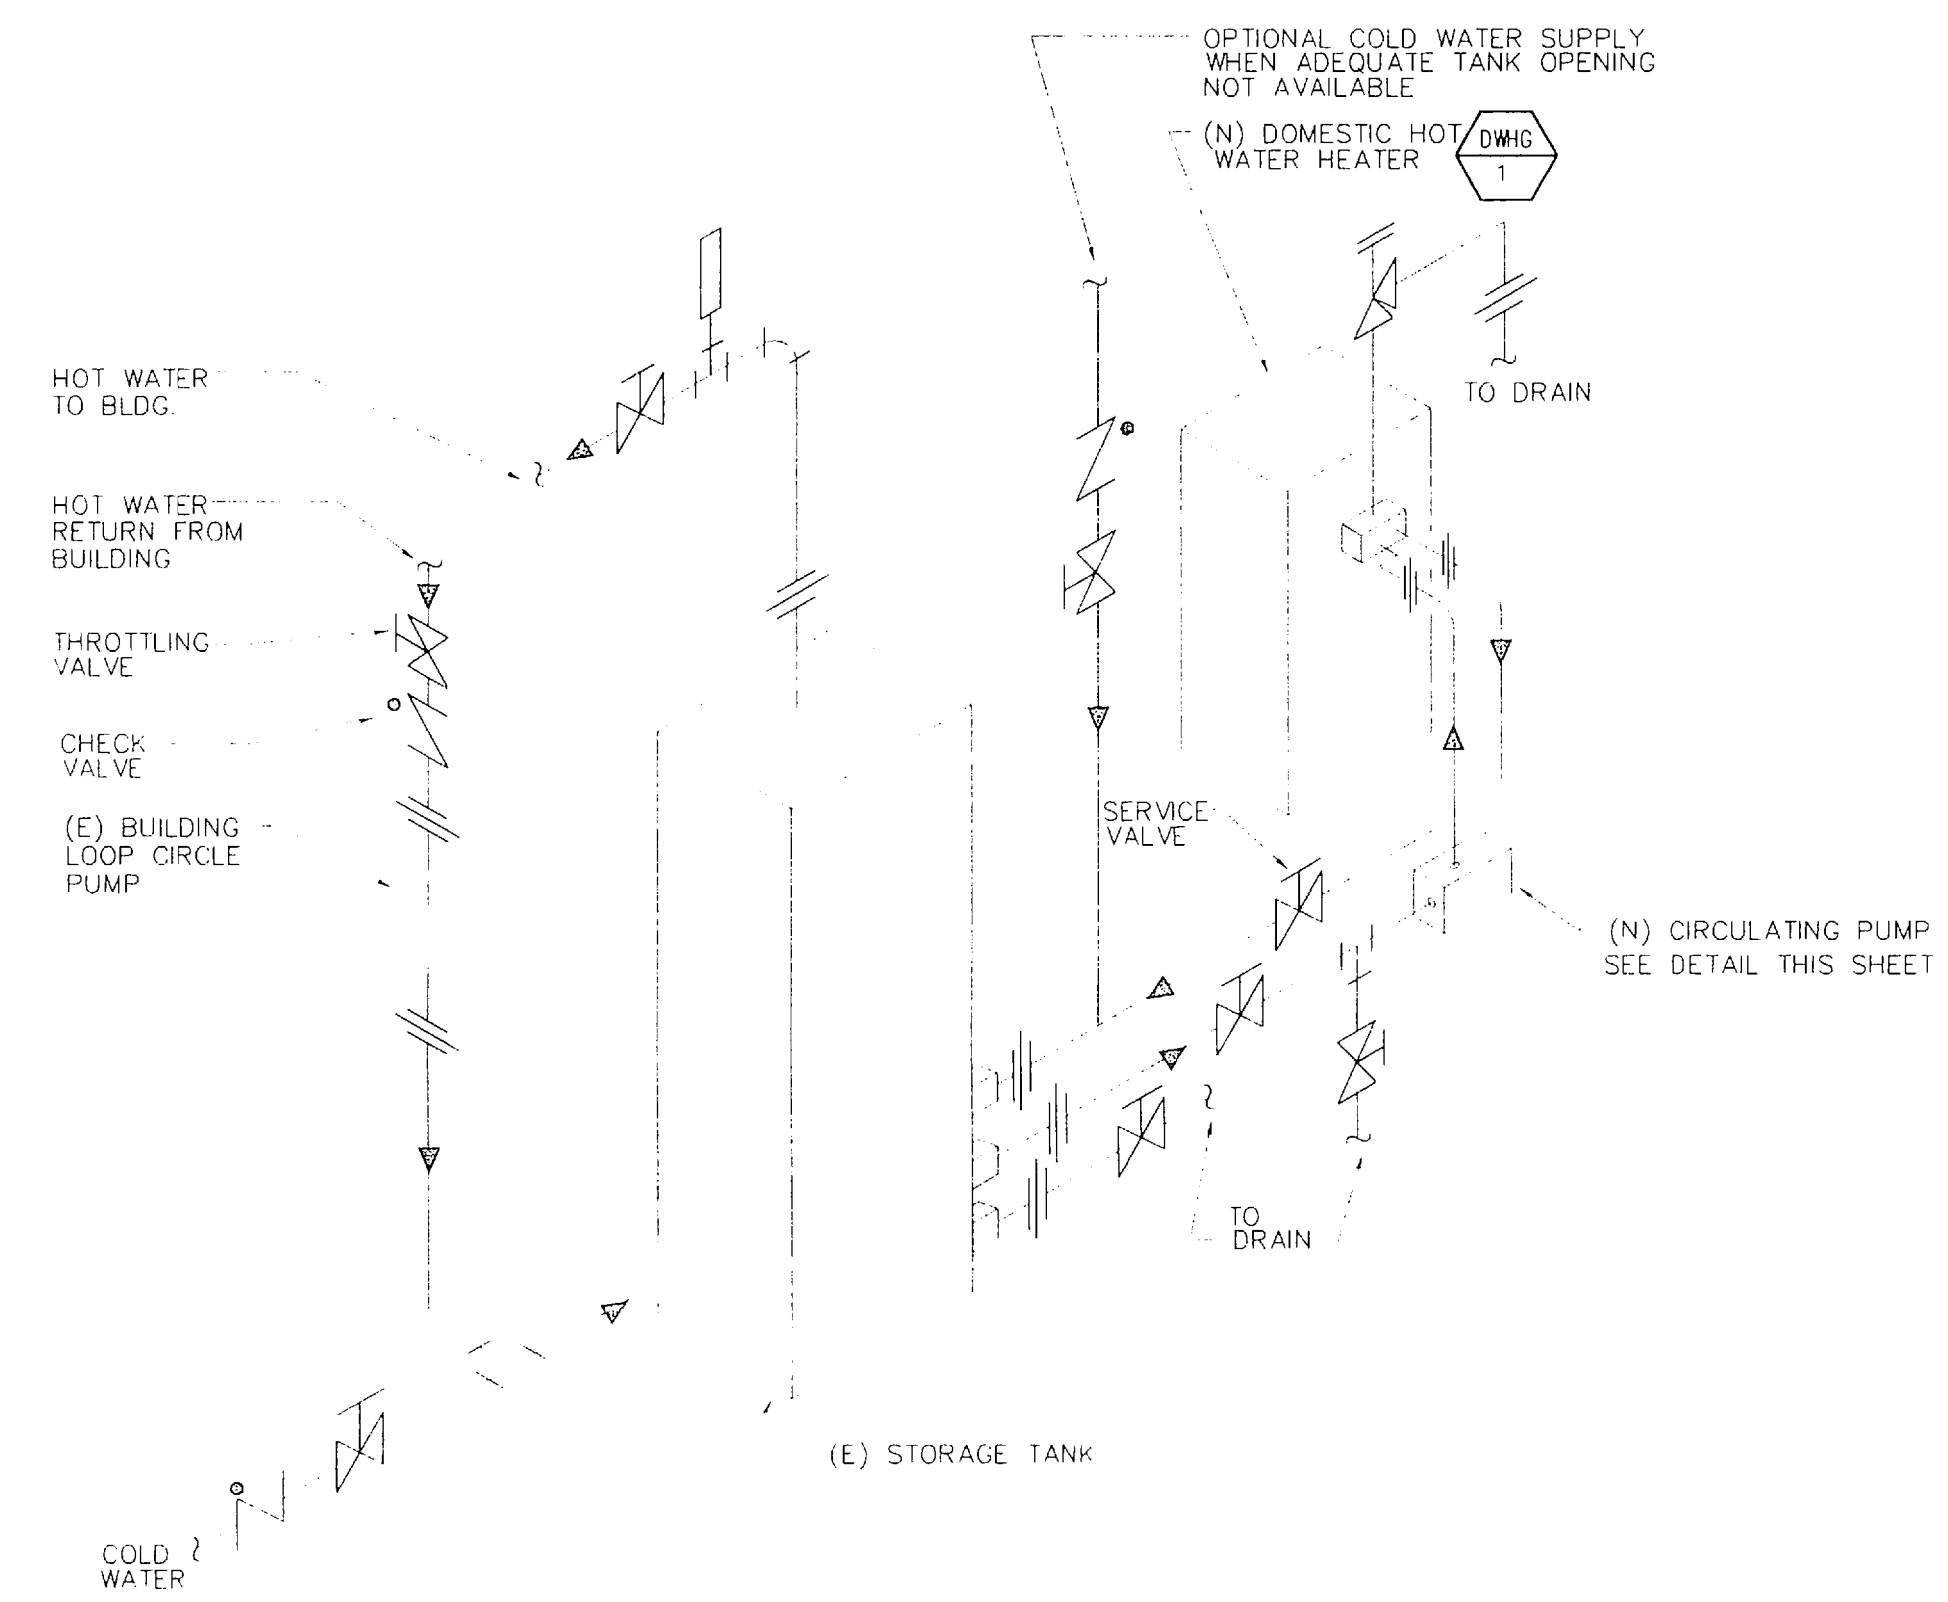 OPTIONAL COLD WATER SUPPLY
WHEN ADEQUATE TANK OPENING
NOT AVAILABLE
(N) DOMESTIC HOT
WATER HEATER
DWHG
1
TO DRAIN
HOT WATER
TO BLDG.
HOT WATER
RETURN FROM
BUILDING
THROTTLING
VALVE
CHECK
VALVE
(E) BUILDING
LOOP CIRCLE
PUMP
SERVICE
VALVE
(N) CIRCULATING PUMP
SEE DETAIL THIS SHEET
TO
DRAIN
(E) STORAGE TANK
COLD
WATER